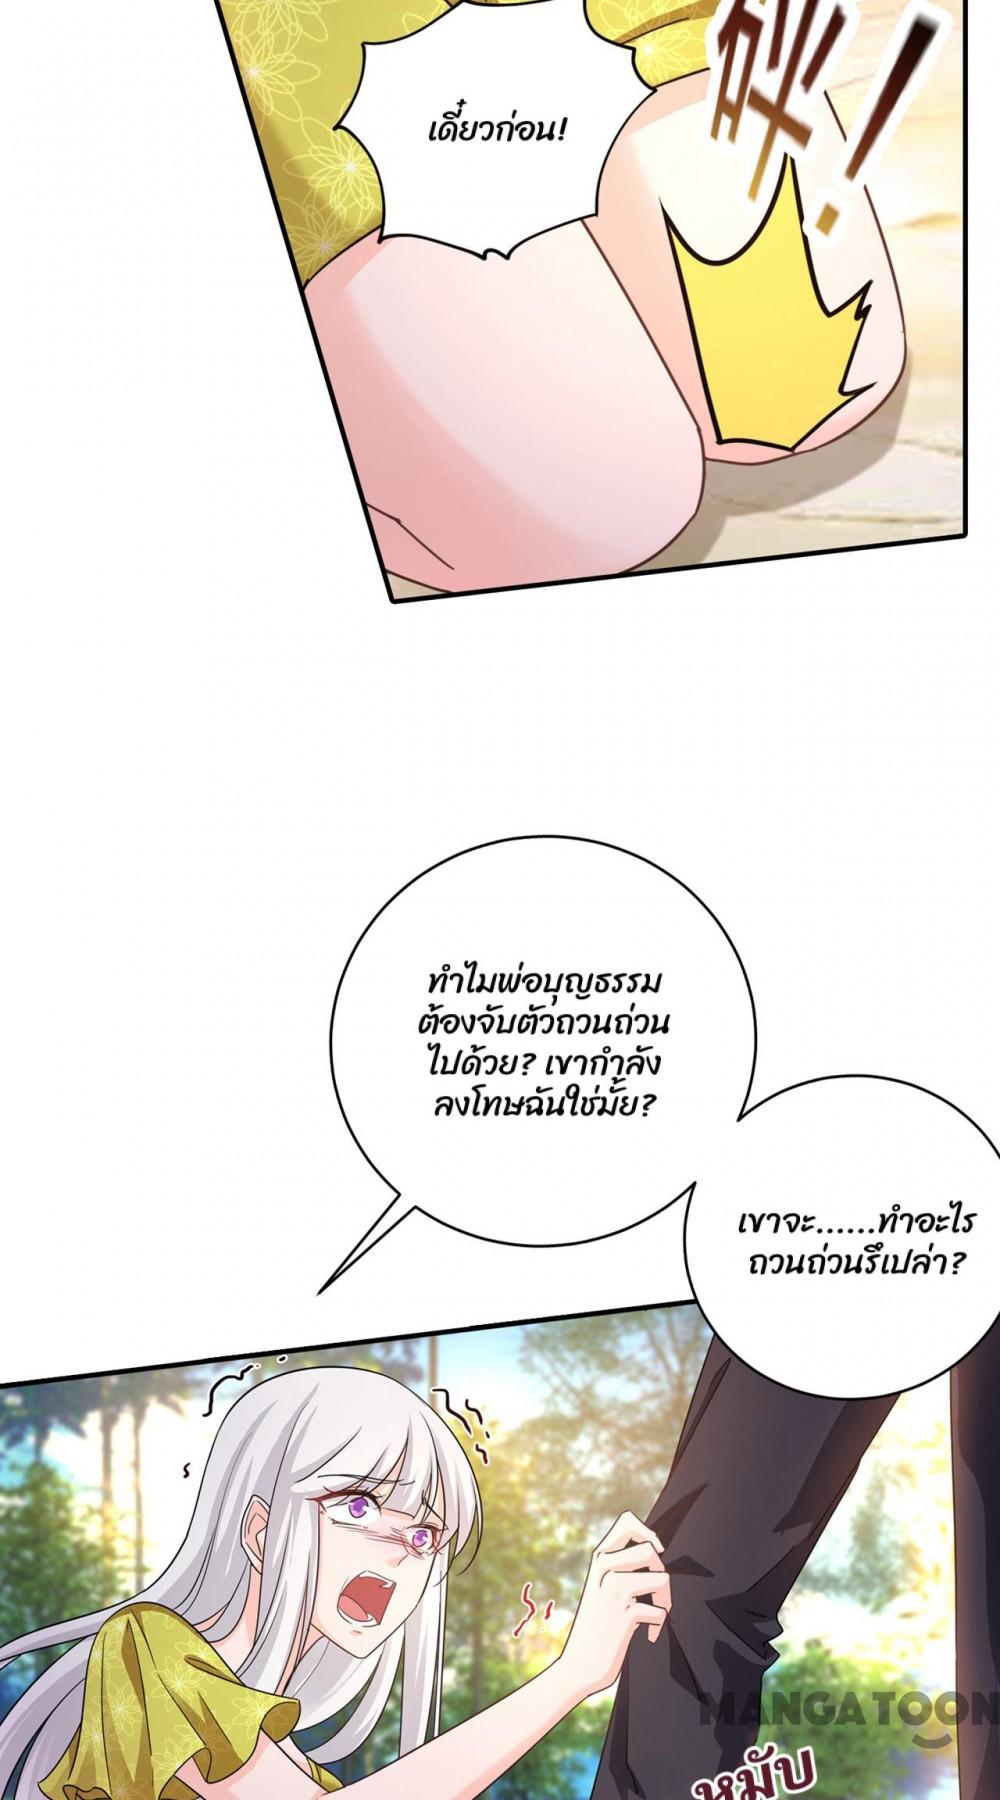 砰!
เดี๋ยวก่อน!
ทำไมพ่อบุญธรรม
ต้องจับตัวถวนถ่วน
ไปด้วย? เขากำลัง
ลงโทษฉันใช่มั้ย?
เขาจะ......ทำอะไร
ถวนถ่วนรึเปล่า?
MANGATOON
หมับ